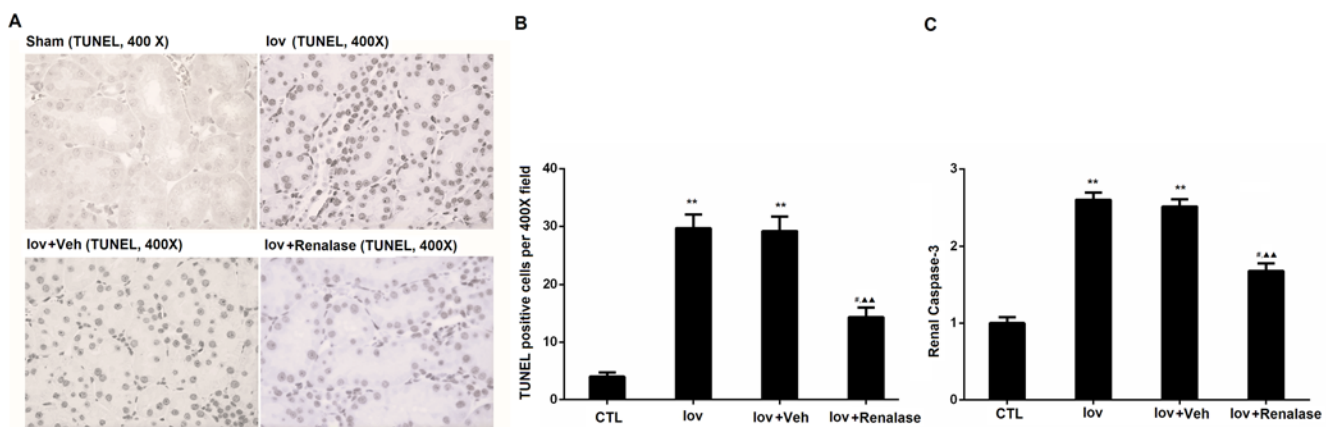 A
Sham (TUNEL, 400 X)
Iov (TUNEL, 400X)
Iov+Veh (TUNEL, 400X)
Iov+Renalase (TUNEL, 400X)
B
TUNEL positive cells per 400X field
40
30
20
10
0
**
**
#,▲▲
CTL
Iov
Iov+Veh
Iov+Renalase
C
Renal Caspase-3
3
2
1
0
**
**
#,▲▲
CTL
Iov
Iov+Veh
Iov+Renalase